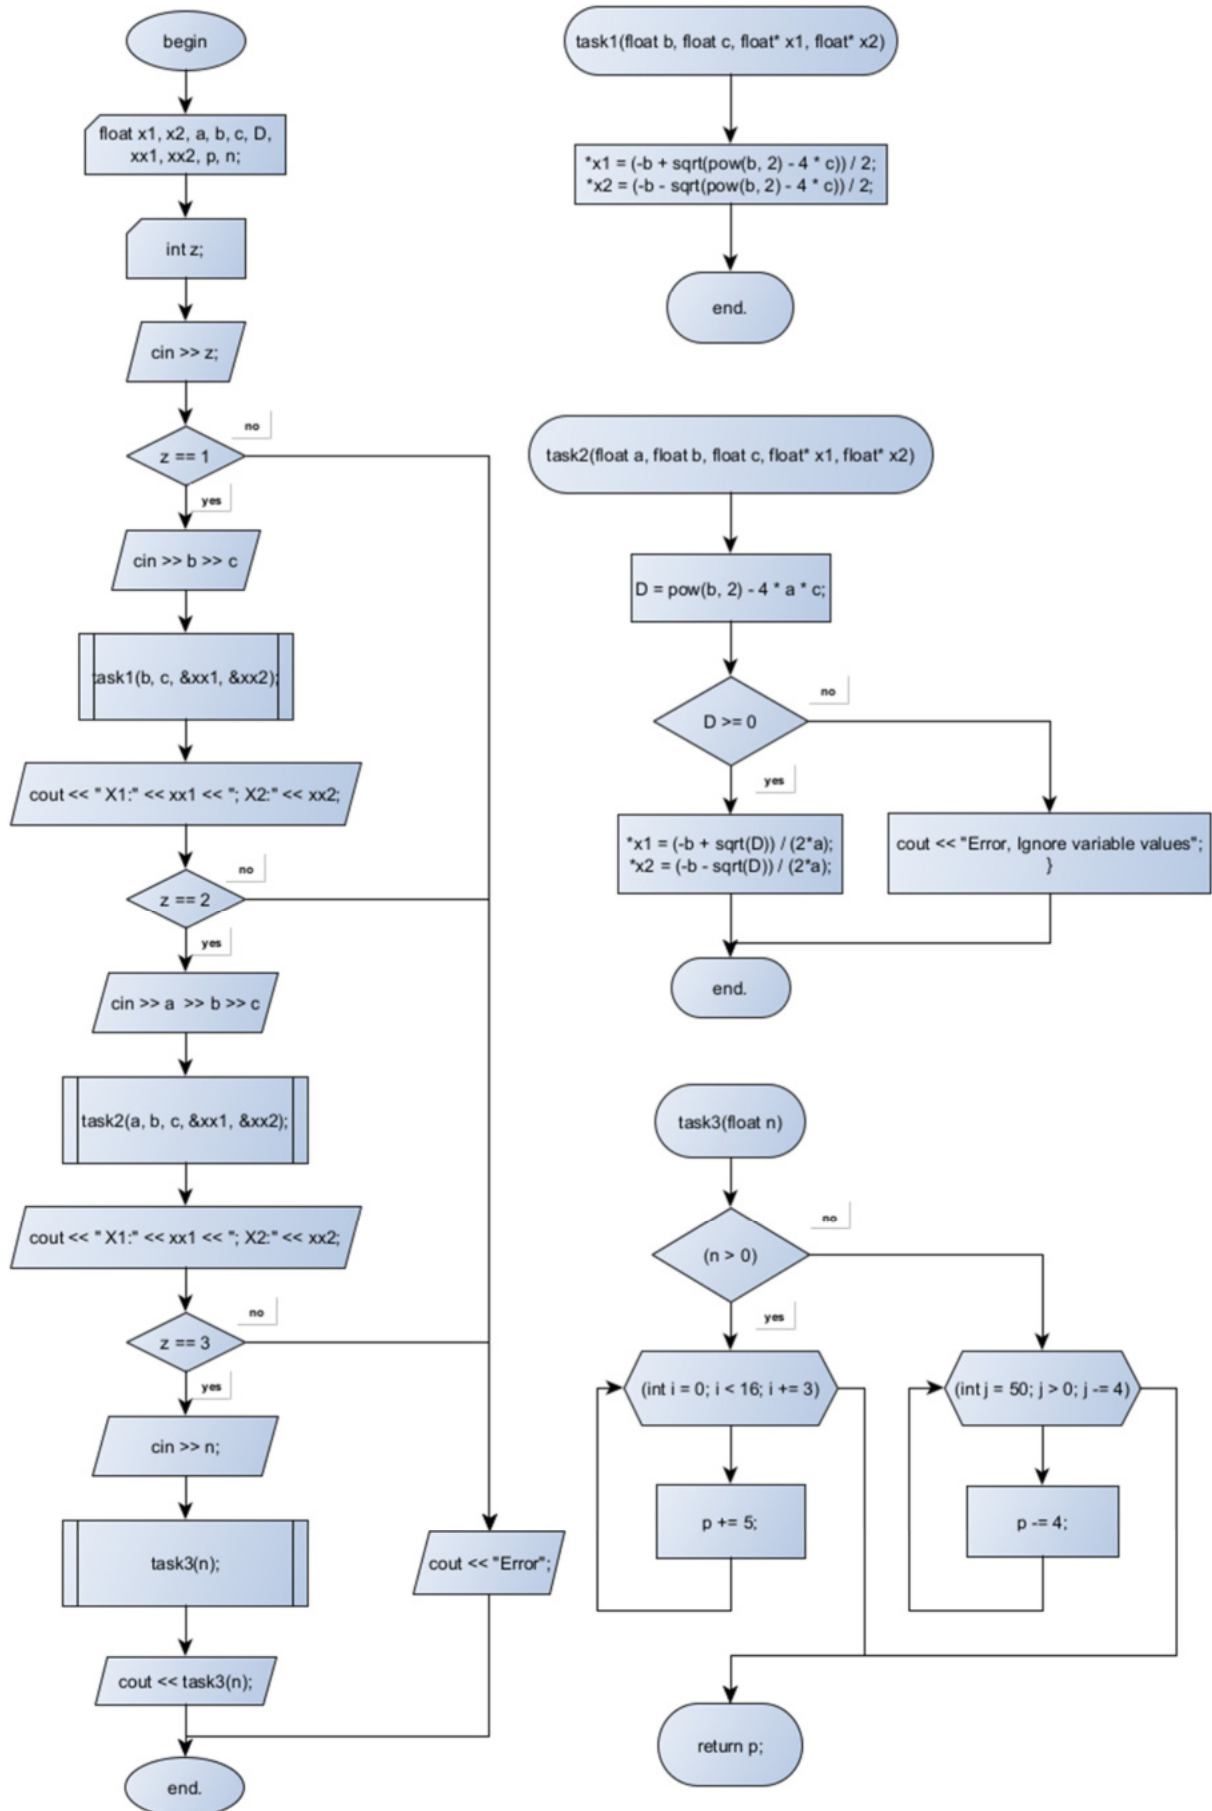 begin
float x1, x2, a, b, c, D,
xx1, xx2, p, n;
int z;
cin >> z;
no
z == 1
yes
cin >> b >> c
task1(b, c, &xx1, &xx2);
cout << " X1:" << xx1 << "; X2:" << xx2;
no
z == 2
yes
cin >> a >> b >> c
task2(a, b, c, &xx1, &xx2);
cout << " X1:" << xx1 << "; X2:" << xx2;
no
z == 3
yes
cin >> n;
task3(n);
cout << task3(n);
cout << "Error";
end.
task1(float b, float c, float* x1, float* x2)
*x1 = (-b + sqrt(pow(b, 2) - 4 * c)) / 2;
*x2 = (-b - sqrt(pow(b, 2) - 4 * c)) / 2;
end.
task2(float a, float b, float c, float* x1, float* x2)
D = pow(b, 2) - 4 * a * c;
no
D >= 0
yes
*x1 = (-b + sqrt(D)) / (2*a);
*x2 = (-b - sqrt(D)) / (2*a);
cout << "Error, Ignore variable values";
}
end.
task3(float n)
no
(n > 0)
yes
(int i = 0; i < 16; i += 3)
(int j = 50; j > 0; j -= 4)
p += 5;
p -= 4;
return p;